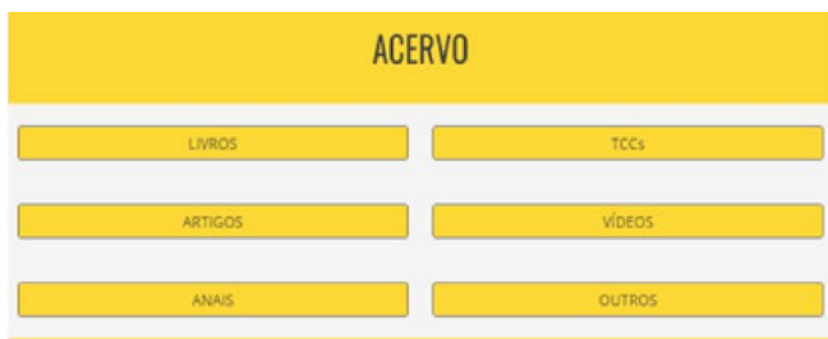 ACERVO
LIVROS
TCCs
ARTIGOS
VÍDEOS
ANAIS
OUTROS